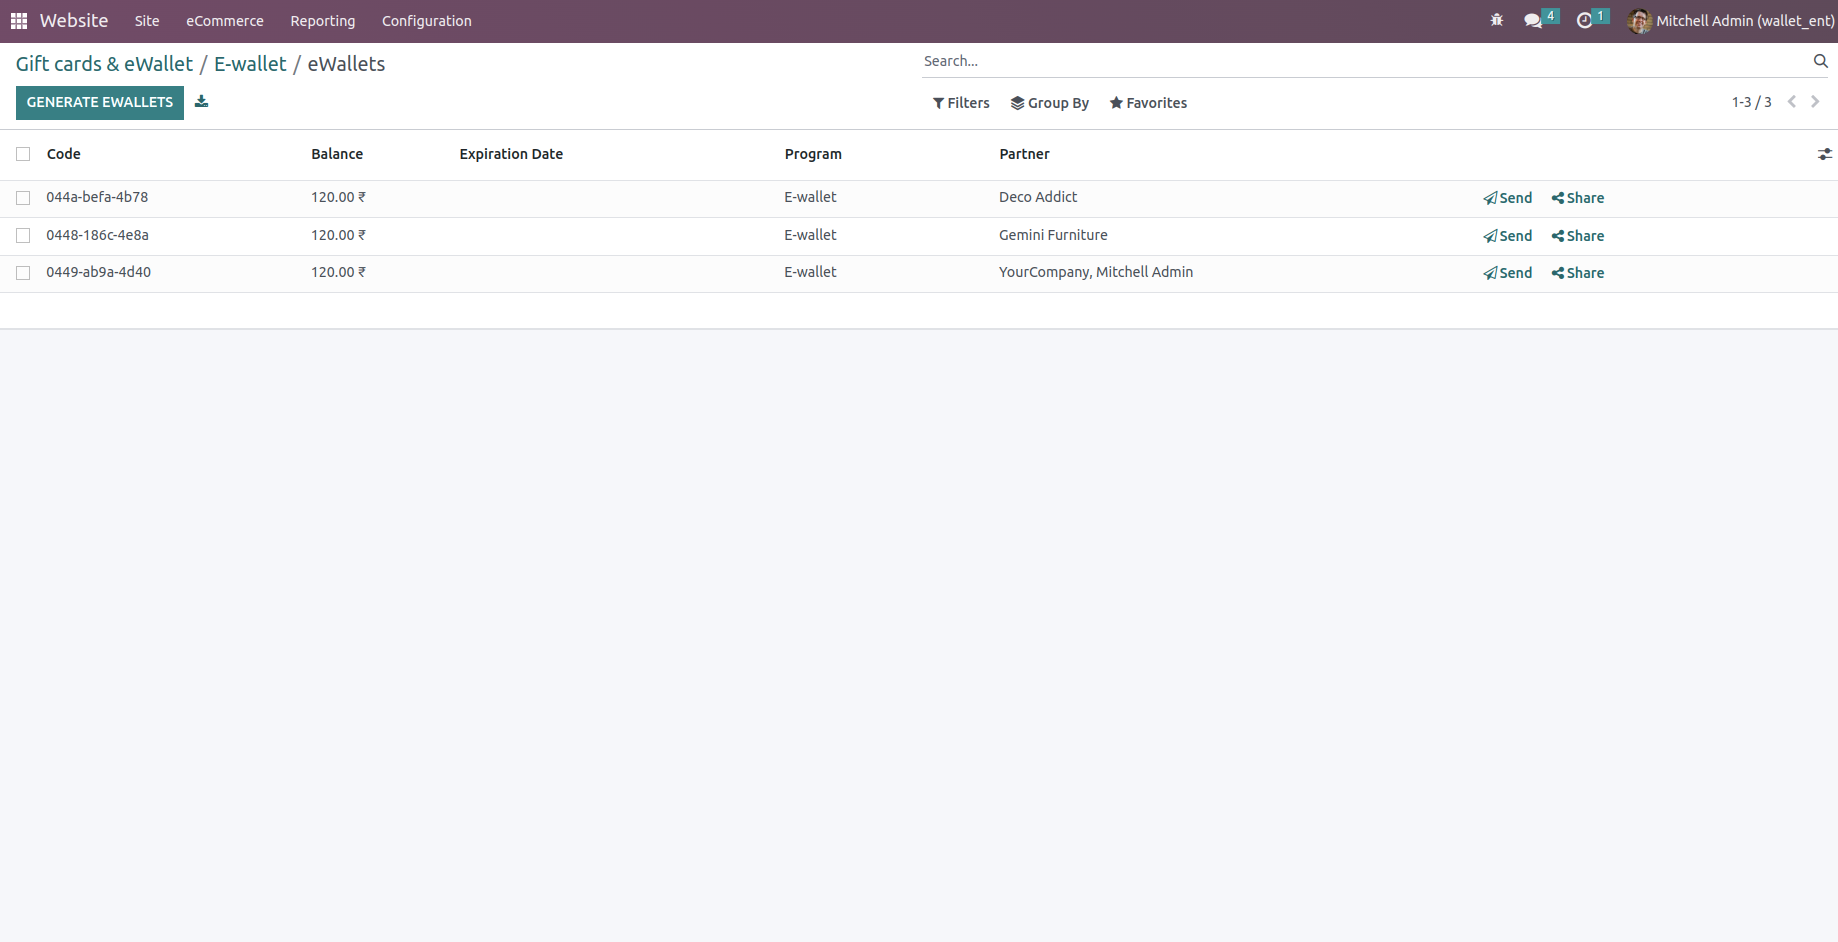 Website Site eCommerce Reporting Configuration 4 1 Mitchell Admin (wallet_ent)
Gift cards & eWallet / E-wallet / eWallets Search...
GENERATE EWALLETS Filters Group By Favorites 1-3 / 3
Code Balance Expiration Date Program Partner
044a-befa-4b78 120.00 ₹ E-wallet Deco Addict Send Share
0448-186c-4e8a 120.00 ₹ E-wallet Gemini Furniture Send Share
0449-ab9a-4d40 120.00 ₹ E-wallet YourCompany, Mitchell Admin Send Share